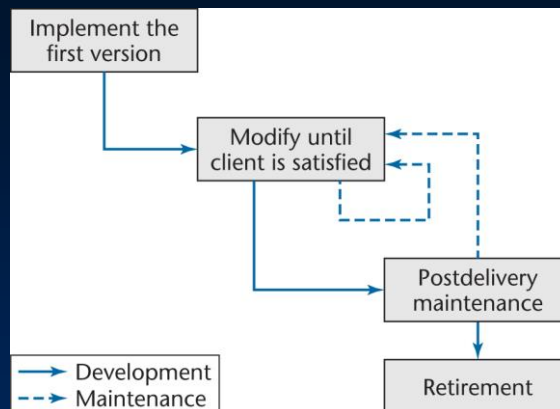 Implement the
first version
Modify until
client is satisfied
Postdelivery
maintenance
Development
Maintenance
Retirement